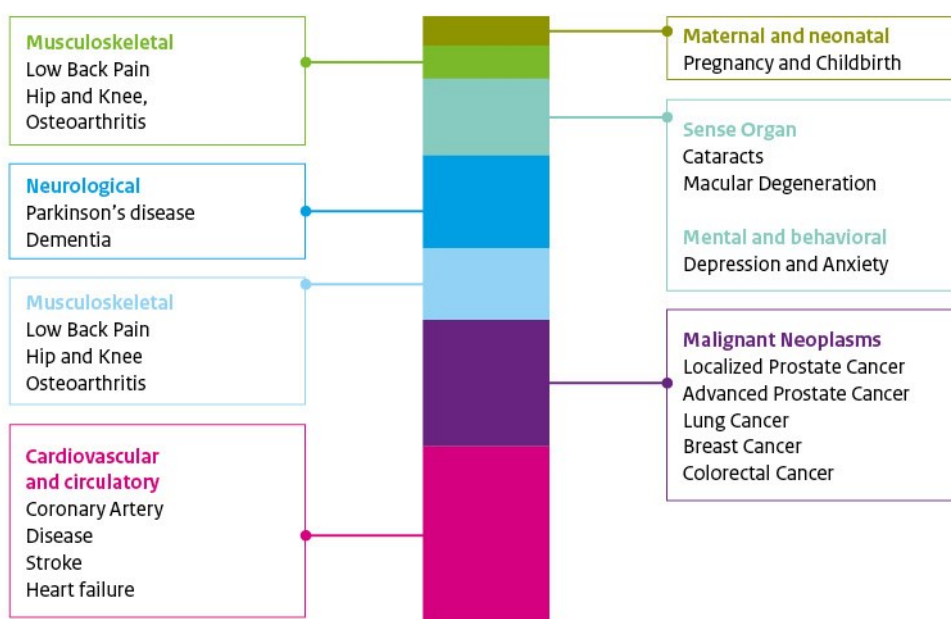 Musculoskeletal
Low Back Pain
Hip and Knee,
Osteoarthritis
Neurological
Parkinson's disease
Dementia
Musculoskeletal
Low Back Pain
Hip and Knee
Osteoarthritis
Cardiovascular
and circulatory
Coronary Artery
Disease
Stroke
Heart failure
Maternal and neonatal
Pregnancy and Childbirth
Sense Organ
Cataracts
Macular Degeneration
Mental and behavioral
Depression and Anxiety
Malignant Neoplasms
Localized Prostate Cancer
Advanced Prostate Cancer
Lung Cancer
Breast Cancer
Colorectal Cancer